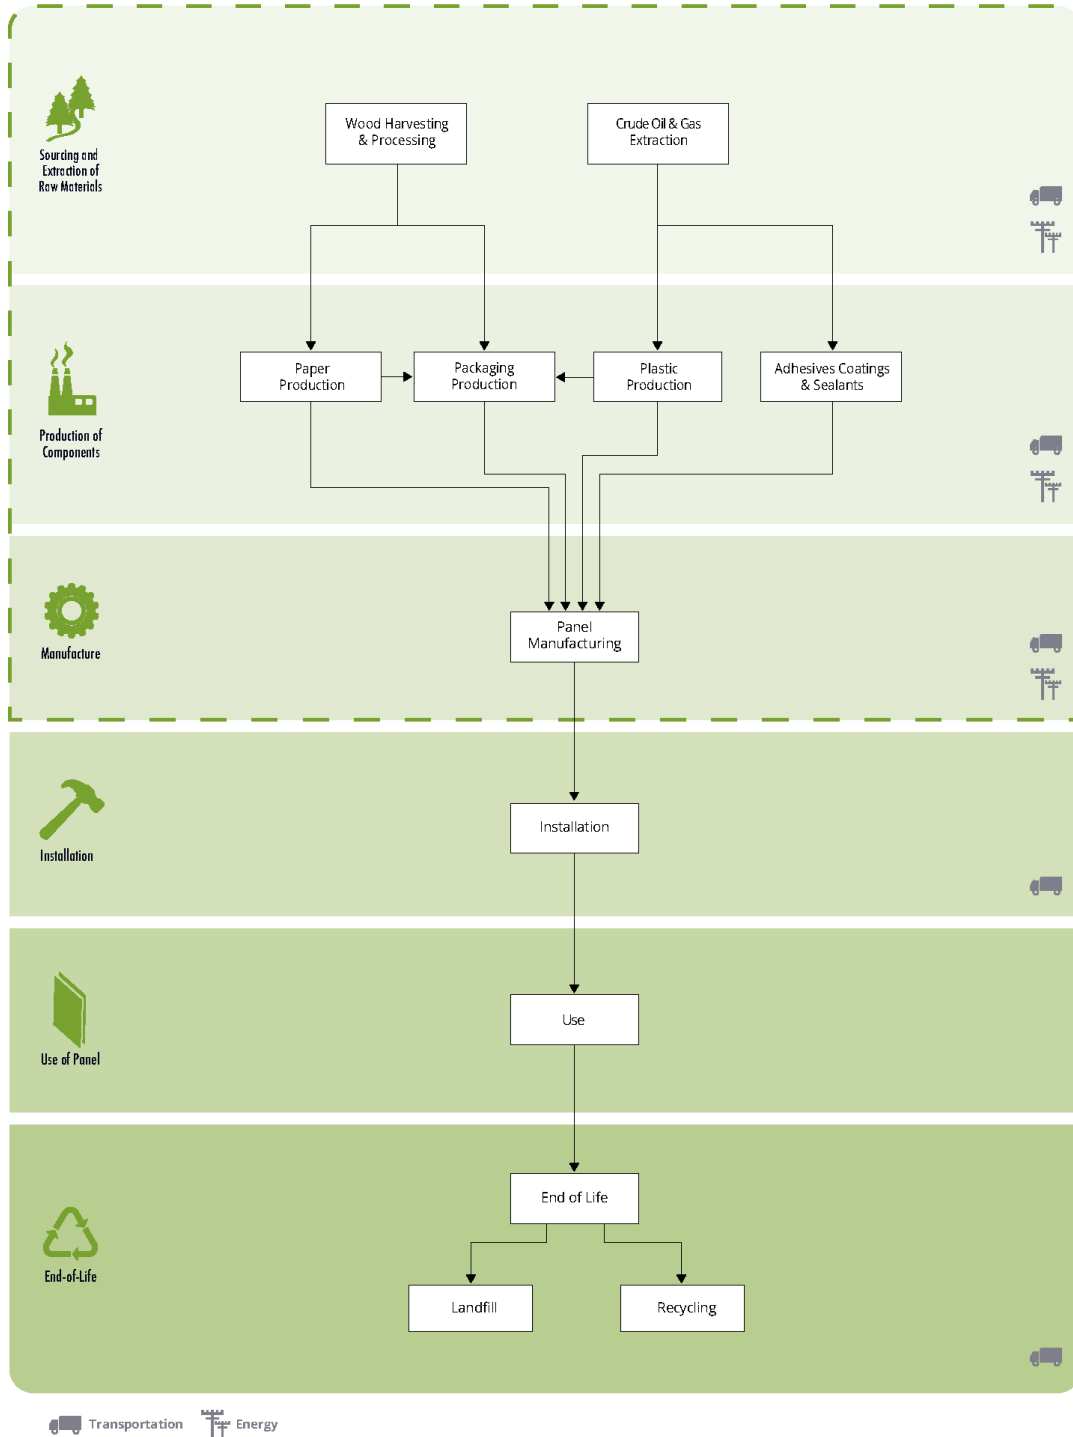 Wood Harvesting
& Processing
Crude Oil & Gas
Extraction
Sourcing and
Extraction of
Raw Materials
Paper
Production
Packaging
Production
Plastic
Production
Adhesives Coatings
& Sealants
Production of
Components
Panel
Manufacturing
Manufacture
Installation
Installation
Use
Use of Panel
End of Life
End-of-Life
Landfill
Recycling
Transportation
Energy